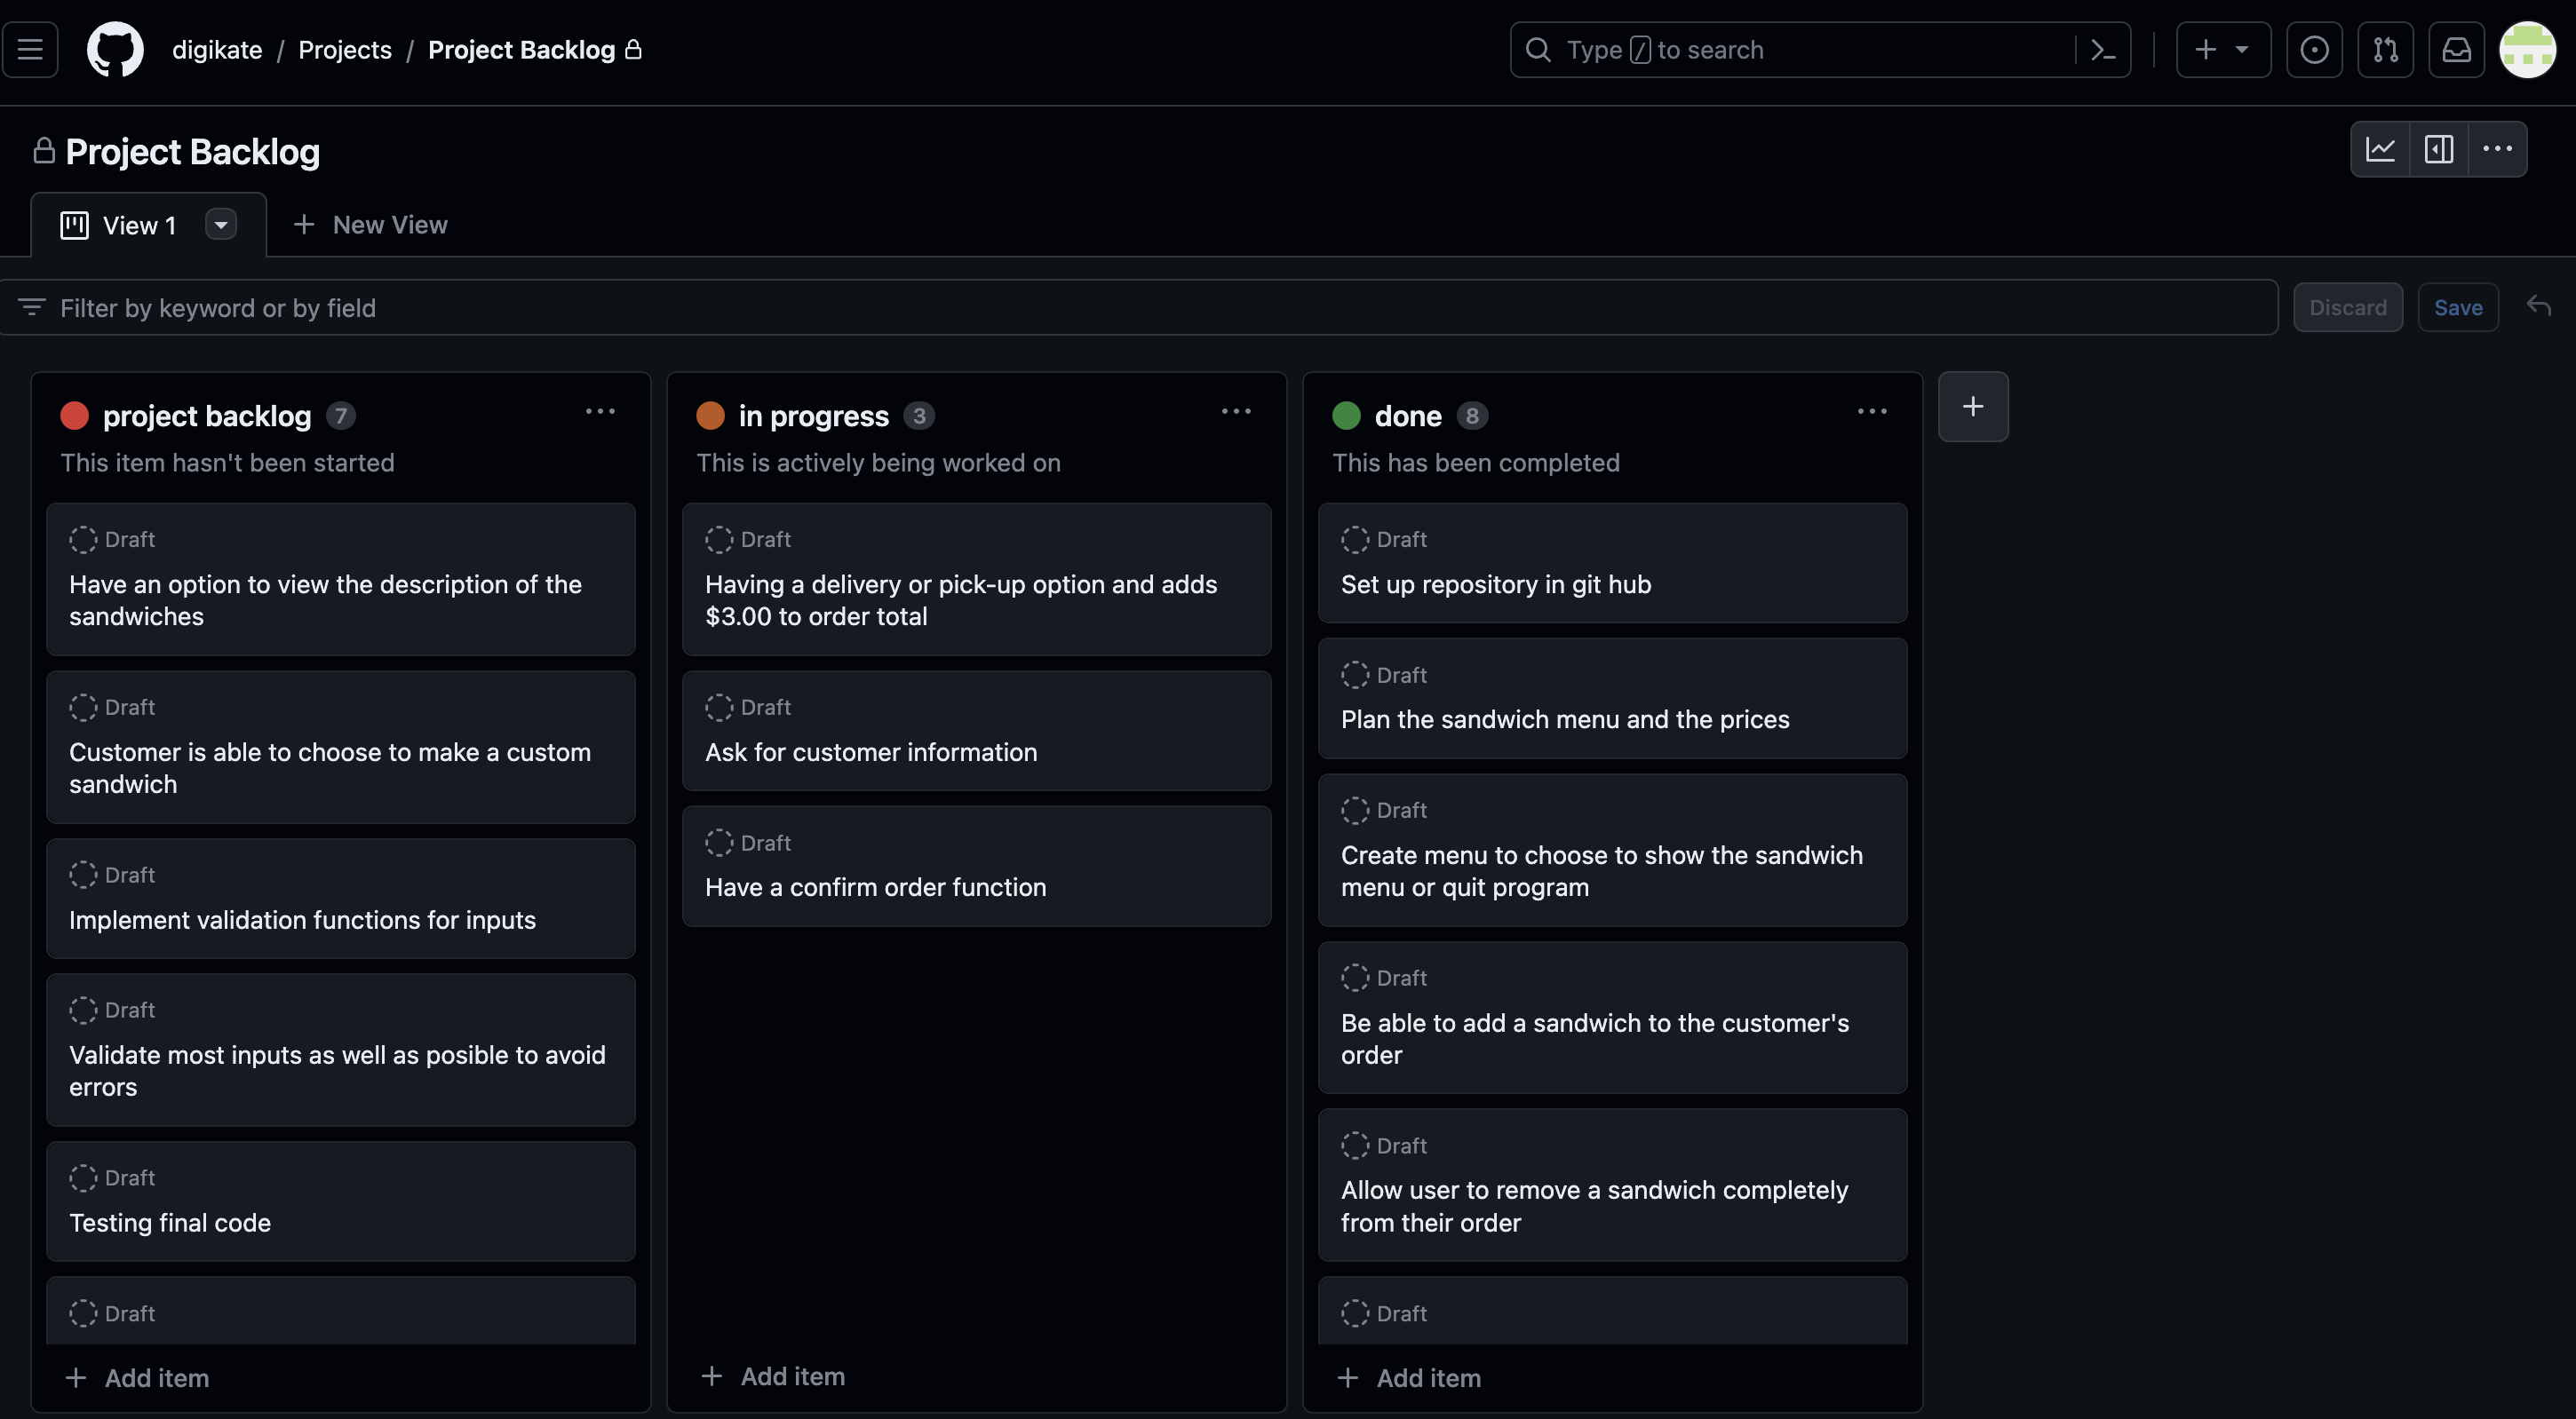 digikate / Projects / Project Backlog
Type / to search
Project Backlog
View 1
New View
Filter by keyword or by field
Discard
Save
project backlog 7
This item hasn't been started
Draft
Have an option to view the description of the
sandwiches
Draft
Customer is able to choose to make a custom
sandwich
Draft
Implement validation functions for inputs
Draft
Validate most inputs as well as posible to avoid
errors
Draft
Testing final code
Draft
Add item
in progress 3
This is actively being worked on
Draft
Having a delivery or pick-up option and adds
$3.00 to order total
Draft
Ask for customer information
Draft
Have a confirm order function
Add item
done 8
This has been completed
Draft
Set up repository in git hub
Draft
Plan the sandwich menu and the prices
Draft
Create menu to choose to show the sandwich
menu or quit program
Draft
Be able to add a sandwich to the customer's
order
Draft
Allow user to remove a sandwich completely
from their order
Draft
Add item